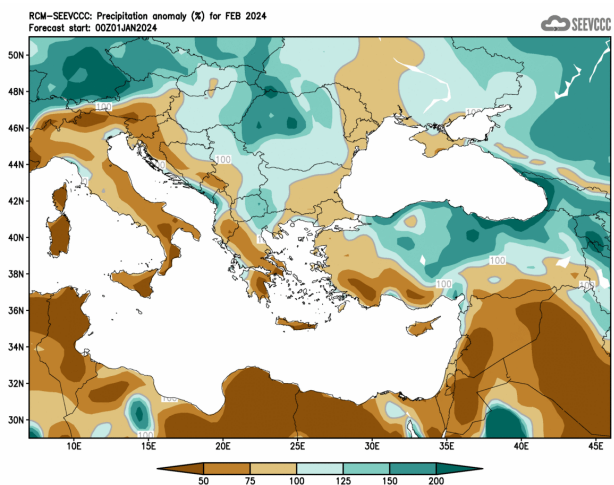 RCM-SEEVCCC: Precipitation anomaly (%) for FEB 2024
Forecast start: 00Z01JAN2024
SEEVCCC
50N
48N
46N
44N
42N
40N
38N
36N
34N
32N
30N
100
100
100
100
100
100
10E
15E
20E
25E
30E
35E
40E
45E
50
75
100
125
150
200